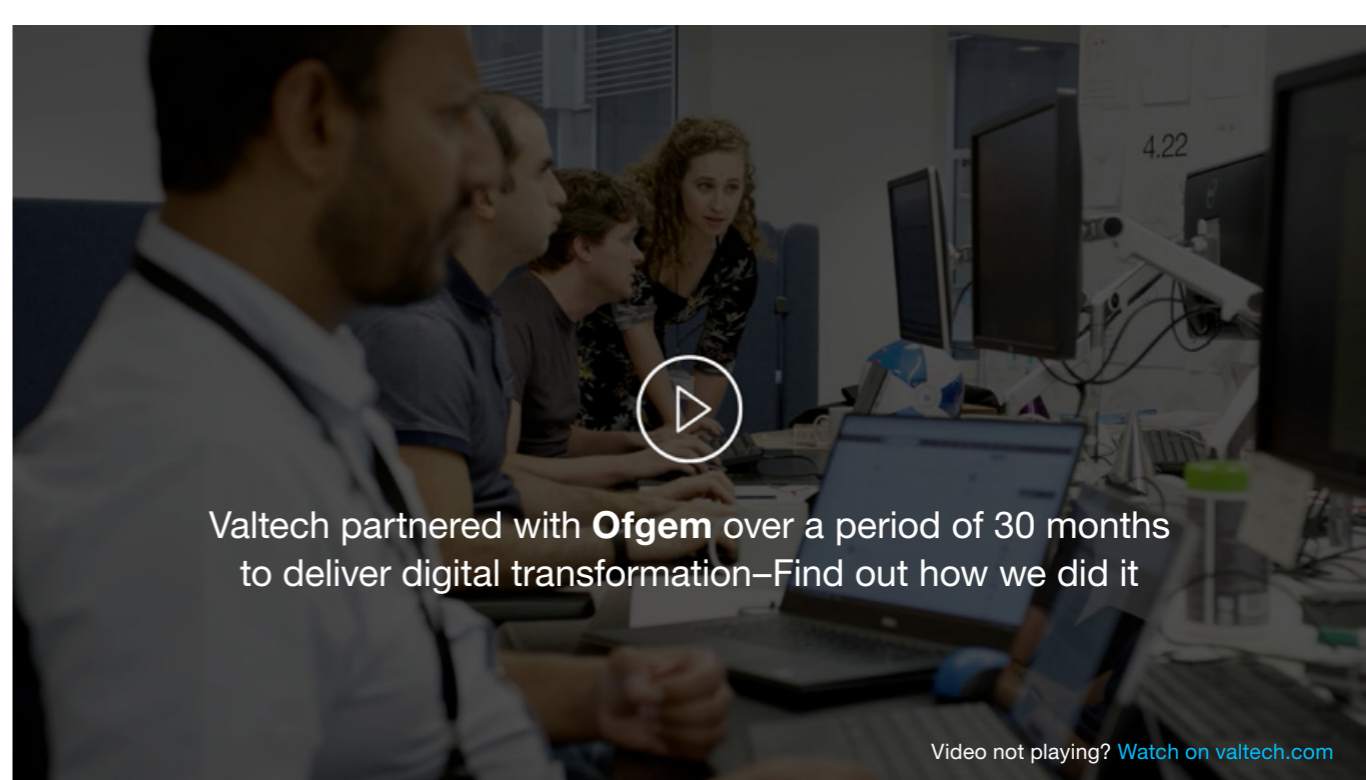 4.22
Valtech partnered with Ofgem over a period of 30 months
to deliver digital transformation–Find out how we did it
Video not playing? Watch on valtech.com